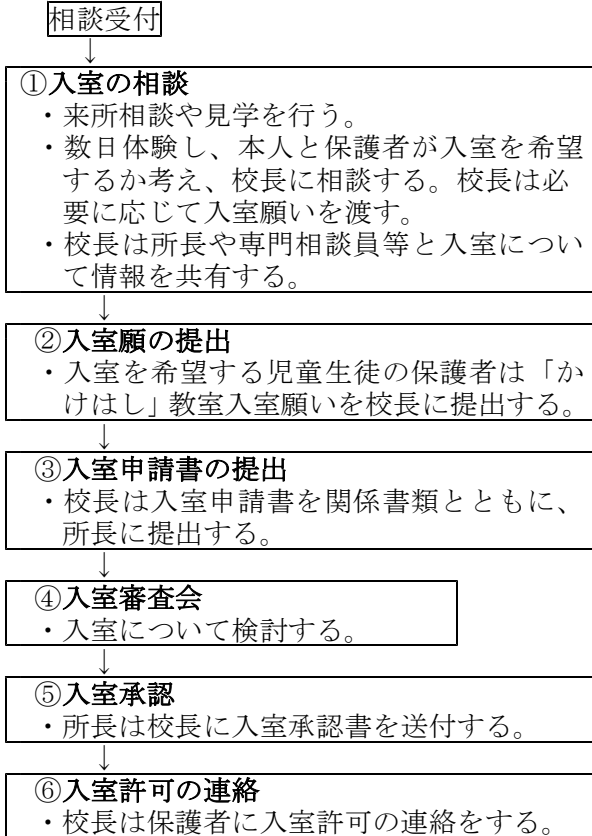 相談受付
↓
①入室の相談
・来所相談や見学を行う。
・数日体験し、本人と保護者が入室を希望
するか考え、校長に相談する。校長は必
要に応じて入室願いを渡す。
・校長は所長や専門相談員等と入室につい
て情報を共有する。
↓
②入室願の提出
・入室を希望する児童生徒の保護者は「か
けはし」教室入室願いを校長に提出する。
↓
③入室申請書の提出
・校長は入室申請書を関係書類とともに、
所長に提出する。
↓
④入室審査会
・入室について検討する。
↓
⑤入室承認
・所長は校長に入室承認書を送付する。
↓
⑥入室許可の連絡
・校長は保護者に入室許可の連絡をする。